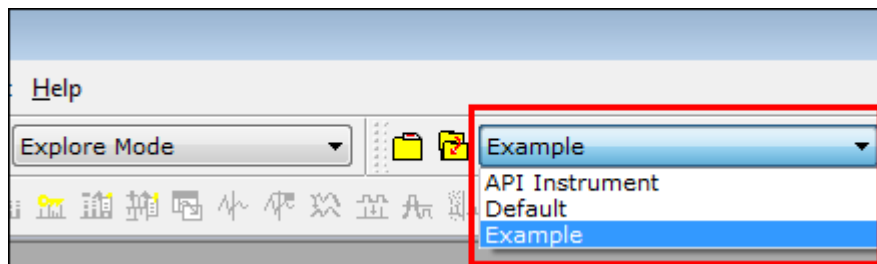 Help
Explore Mode
Example
API Instrument
Default
Example